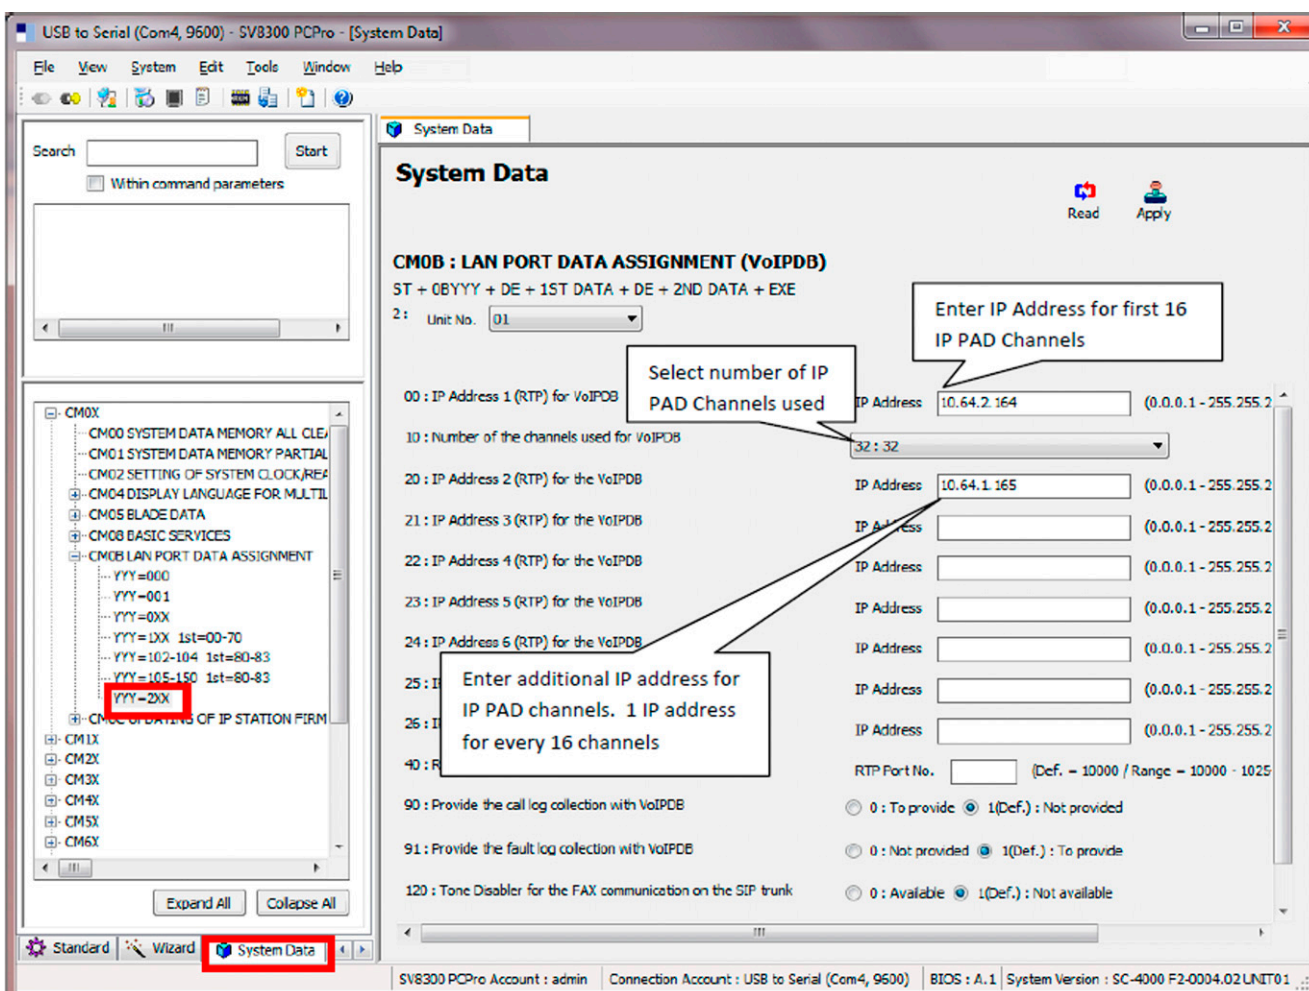 USB to Serial (Com4, 9600) - SV8300 PCPro - [System Data]
File View System Edit Tools Window Help
Search Start
Within command parameters
CM0X
CM00 SYSTEM DATA MEMORY ALL CLEA
CM01 SYSTEM DATA MEMORY PARTIAL
CM02 SETTING OF SYSTEM CLOCK/REA
CM04 DISPLAY LANGUAGE FOR MULTIL
CM05 BLADE DATA
CM08 BASIC SERVICES
CM0B LAN PORT DATA ASSIGNMENT
YYY=000
YYY=001
YYY=0XX
YYY=1XX 1st=00-70
YYY=102-104 1st=80-83
YYY=105-150 1st=80-83
YYY=2XX
OF IP STATION FIRM
CM1X
CM2X
CM3X
CM4X
CM5X
CM6X
Expand All Collapse All
Standard Wizard System Data
System Data
System Data
Read Apply
CM0B : LAN PORT DATA ASSIGNMENT (VoIPDB)
ST + 0BYYY + DE + 1ST DATA + DE + 2ND DATA + EXE
2 : Unit No. 01
Enter IP Address for first 16
IP PAD Channels
Select number of IP
PAD Channels used
00 : IP Address 1 (RTP) for VoIPDB IP Address 10.64.2.164 (0.0.0.1 - 255.255.2
10 : Number of the channels used for VoIPDB 32 : 32
20 : IP Address 2 (RTP) for the VoIPDB IP Address 10.64.1.165 (0.0.0.1 - 255.255.2
21 : IP Address 3 (RTP) for the VoIPDB IP Address (0.0.0.1 - 255.255.2
22 : IP Address 4 (RTP) for the VoIPDB IP Address (0.0.0.1 - 255.255.2
23 : IP Address 5 (RTP) for the VoIPDB IP Address (0.0.0.1 - 255.255.2
24 : IP Address 6 (RTP) for the VoIPDB IP Address (0.0.0.1 - 255.255.2
25 : IP Address (0.0.0.1 - 255.255.2
26 : IP Address (0.0.0.1 - 255.255.2
Enter additional IP address for
IP PAD channels. 1 IP address
for every 16 channels
40 : R RTP Port No. (Def. = 10000 / Range = 10000 - 1025
90 : Provide the call log collection with VoIPDB 0 : To provide 1(Def.) : Not provided
91 : Provide the fault log collection with VoIPDB 0 : Not provided 1(Def.) : To provide
120 : Tone Disabler for the FAX communication on the SIP trunk 0 : Available 1(Def.) : Not available
SV8300 PCPro Account : admin Connection Account : USB to Serial (Com4, 9600) BIOS : A.1 System Version : SC-4000 F2-0004.02 UNIT01